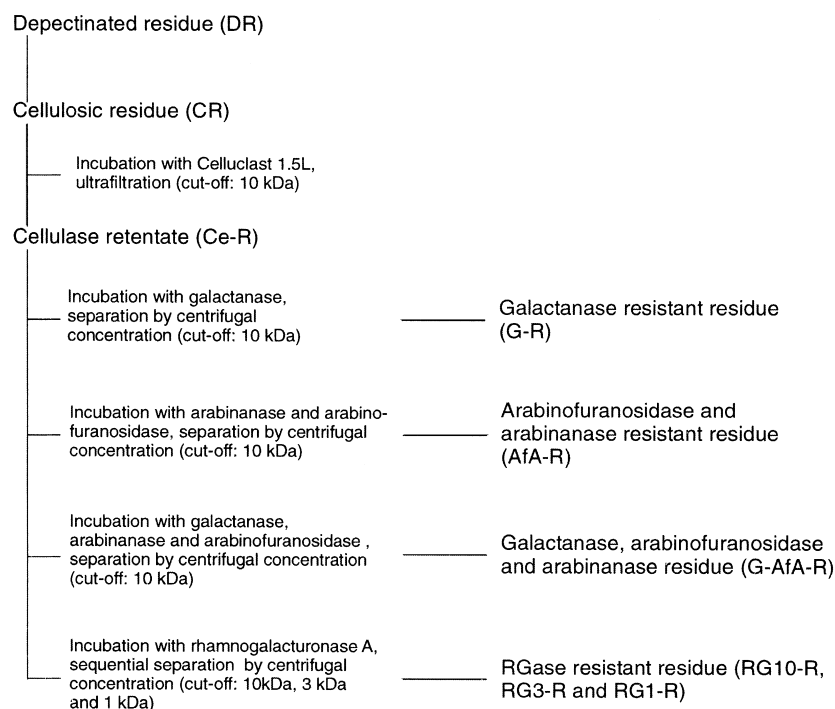 Depectinated residue (DR)
Cellulosic residue (CR)
Incubation with Celluclast 1.5L,
ultrafiltration (cut-off: 10 kDa)
Cellulase retentate (Ce-R)
Incubation with galactanase,
separation by centrifugal
concentration (cut-off: 10 kDa)
Galactanase resistant residue
(G-R)
Incubation with arabinanase and arabino-
furanosidase, separation by centrifugal
concentration (cut-off: 10 kDa)
Arabinofuranosidase and
arabinanase resistant residue
(AfA-R)
Incubation with galactanase,
arabinanase and arabinofuranosidase ,
separation by centrifugal concentration
(cut-off: 10 kDa)
Galactanase, arabinofuranosidase
and arabinanase residue (G-AfA-R)
Incubation with rhamnogalacturonase A,
sequential separation by centrifugal
concentration (cut-off: 10kDa, 3 kDa
and 1 kDa)
RGase resistant residue (RG10-R,
RG3-R and RG1-R)